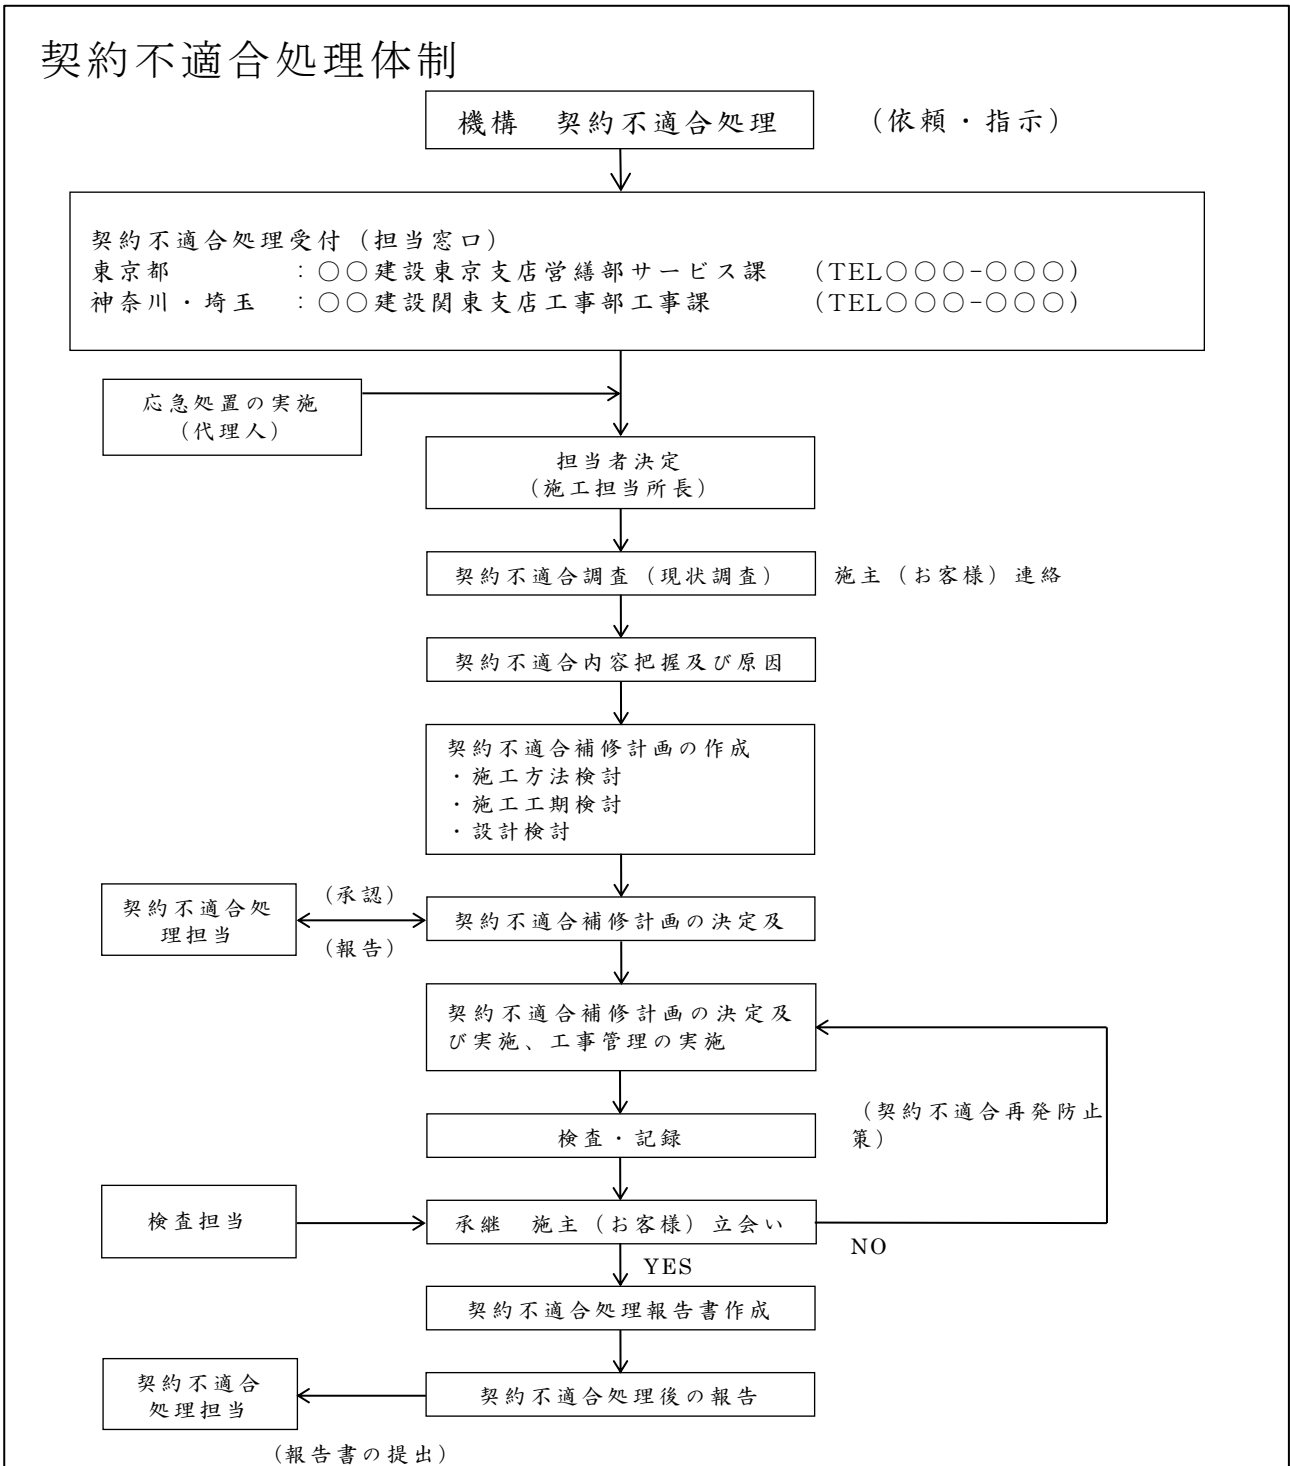 契約不適合処理体制
機構　契約不適合処理　（依頼・指示）
契約不適合処理受付（担当窓口）
東京都　　　　：○○建設東京支店営繕部サービス課　（TEL○○○-○○○）
神奈川・埼玉　：○○建設関東支店工事部工事課　（TEL○○○-○○○）
応急処置の実施
（代理人）
担当者決定
（施工担当所長）
契約不適合調査（現状調査）　施主（お客様）連絡
契約不適合内容把握及び原因
契約不適合補修計画の作成
・施工方法検討
・施工工期検討
・設計検討
契約不適合処
理担当
（承認）
（報告）
契約不適合補修計画の決定及
契約不適合補修計画の決定及
び実施、工事管理の実施
（契約不適合再発防止
策）
検査・記録
検査担当
承継　施主（お客様）立会い
NO
YES
契約不適合処理報告書作成
契約不適合
処理担当
契約不適合処理後の報告
（報告書の提出）